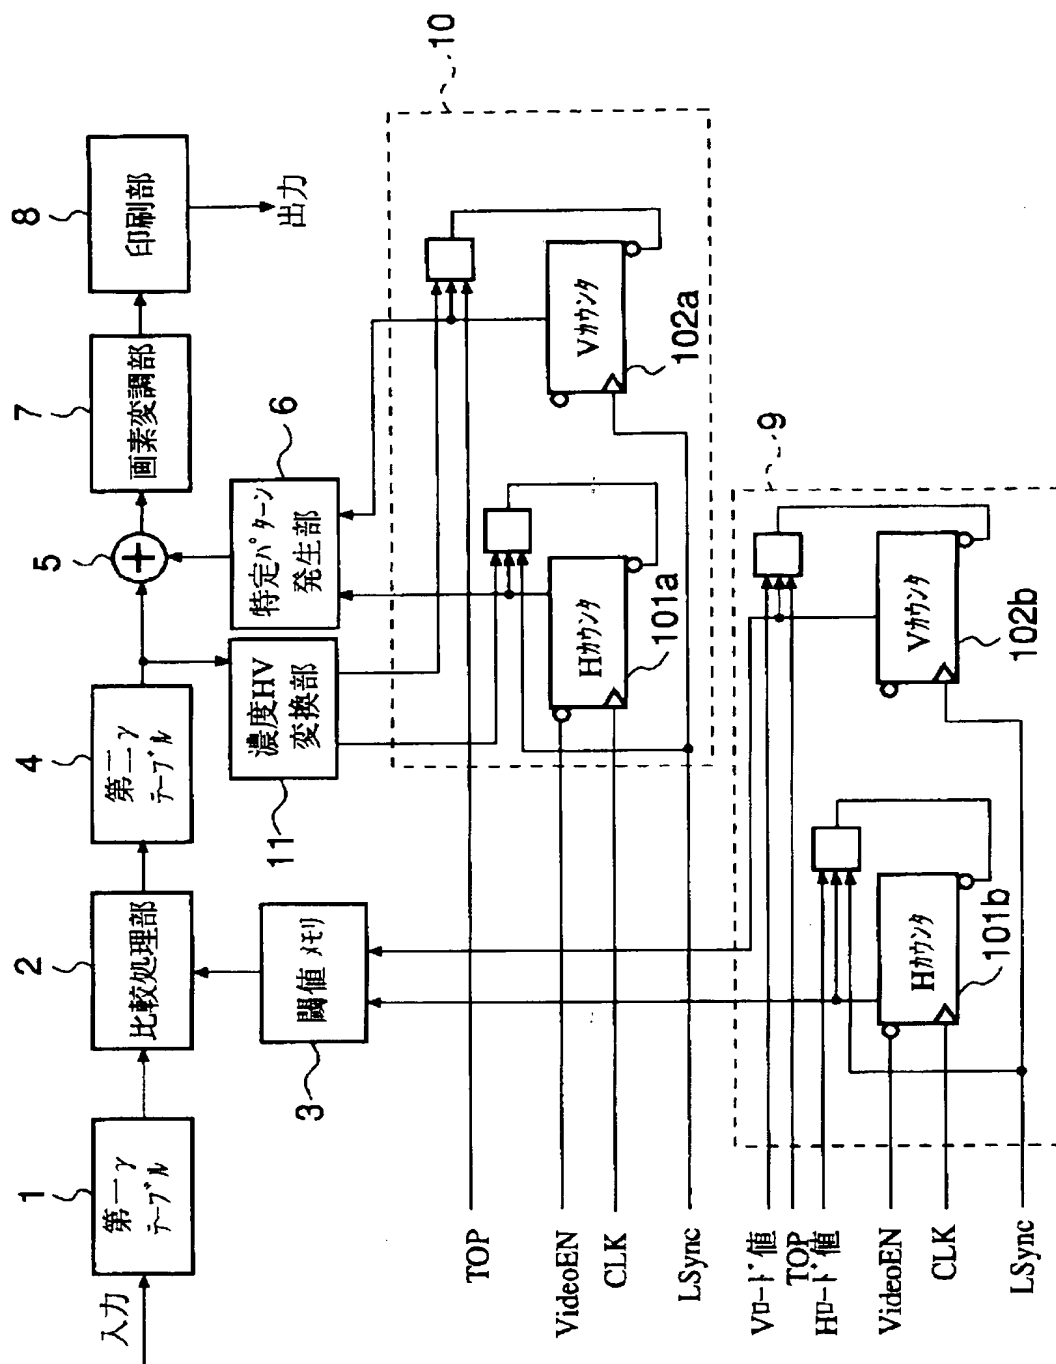 入力
1
第一γ
テーブル
2
比較処理部
3
閾値メモリ
4
第二γ
テーブル
5
+
6
特定パターン
発生部
7
画素変調部
8
印刷部
出力
11
濃度HV
変換部
10
Hカウンタ
101a
Vカウンタ
102a
TOP
VideoEN
CLK
LSync
9
Hカウンタ
101b
Vカウンタ
102b
Vロード値
TOP
Hロード値
VideoEN
CLK
LSync